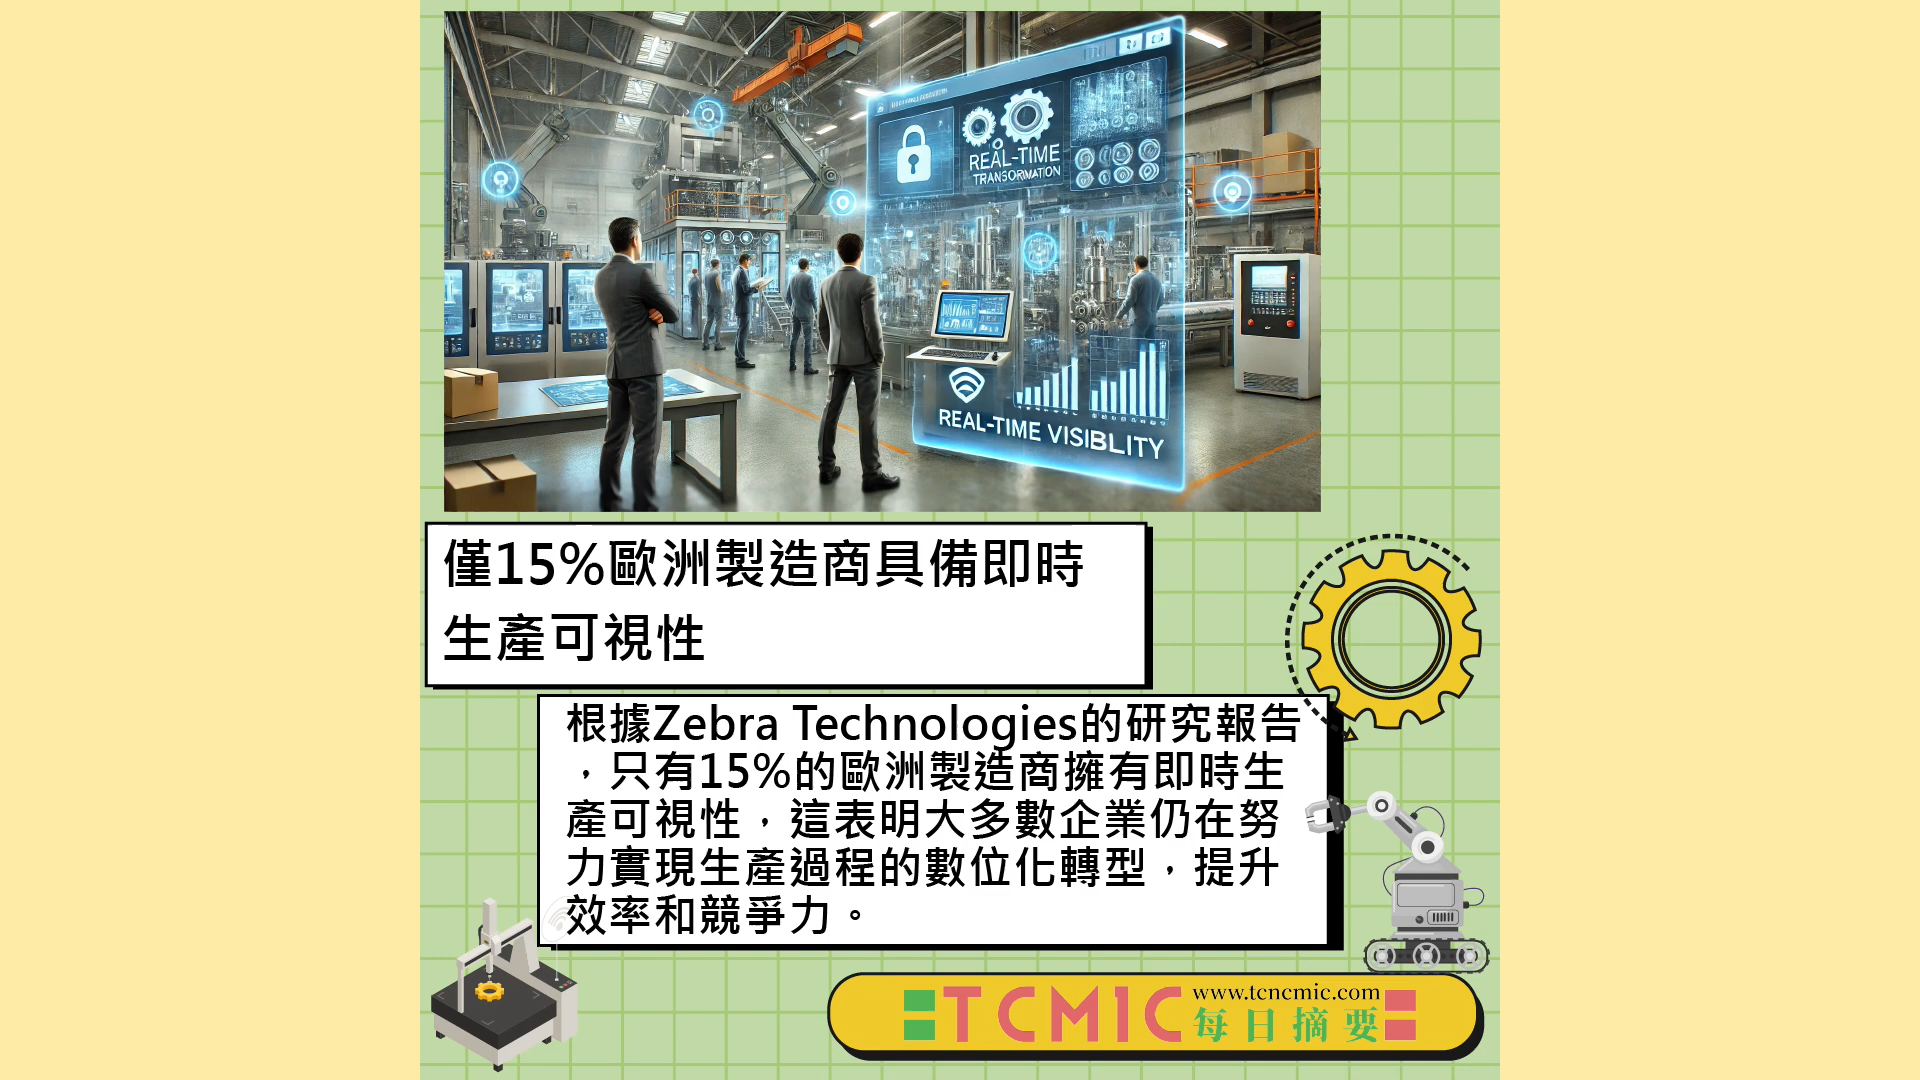 REAL-TIME
TRANSORMATION
REAL-TIME VISIBLITY
僅15%歐洲製造商具備即時
生產可視性
根據Zebra Technologies的研究報告
，只有15%的歐洲製造商擁有即時生
產可視性，這表明大多數企業仍在努
力實現生產過程的數位化轉型，提升
效率和競爭力。
TCMIC
www.tcncmic.com
每日摘要